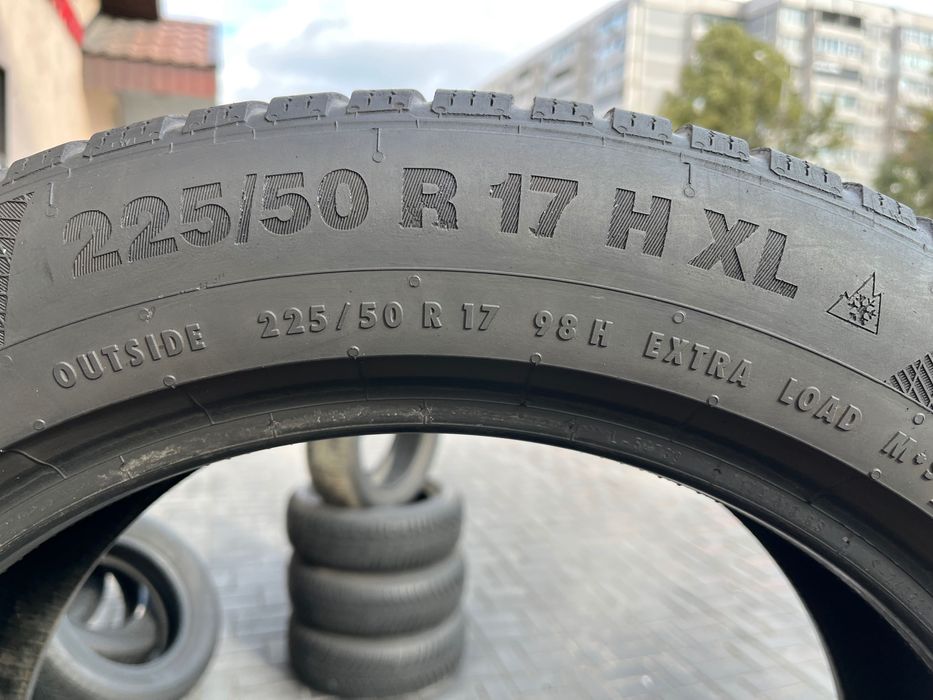 225/50 R 17 H XL
OUTSIDE 225/50 R 17 98 H EXTRA LOAD M+S